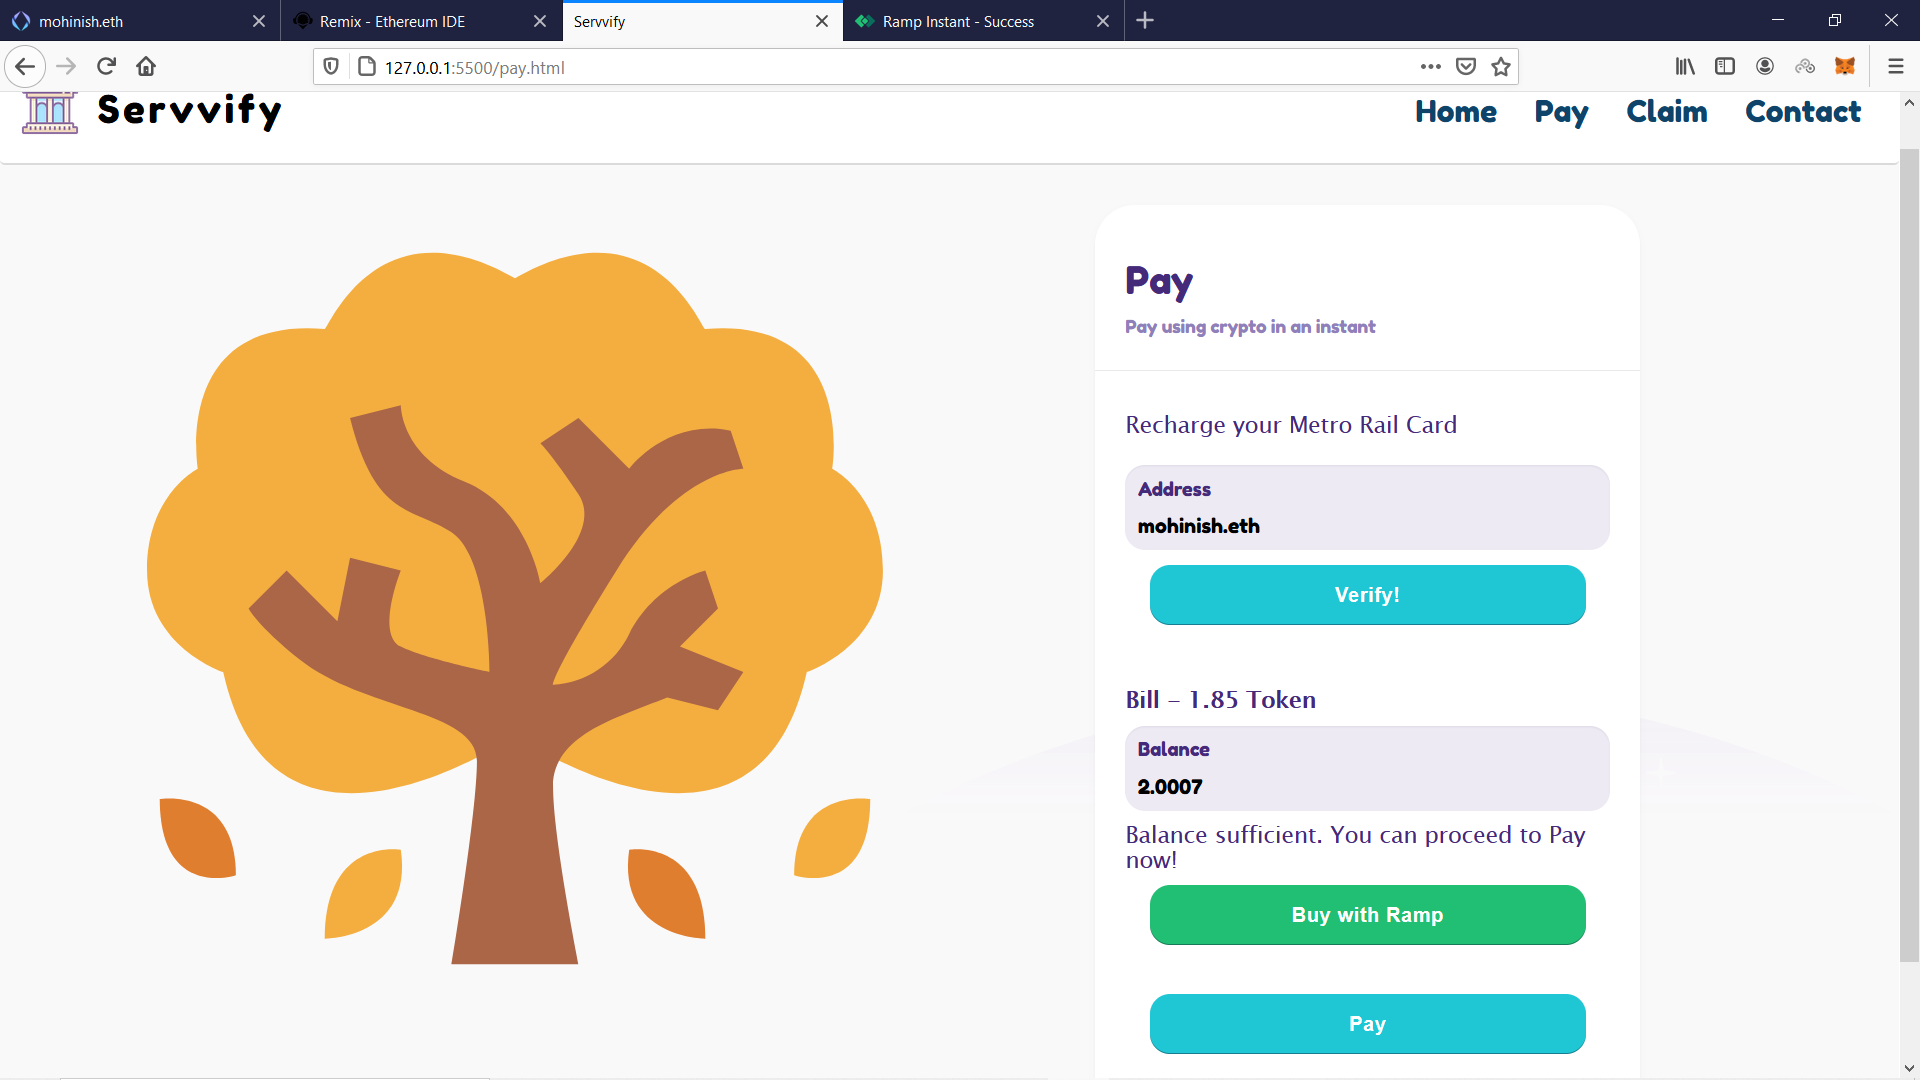 mohinish.eth
Remix - Ethereum IDE
Servvify
Ramp Instant - Success
127.0.0.1:5500/pay.html
Servvify
Home
Pay
Claim
Contact
Pay
Pay using crypto in an instant
Recharge your Metro Rail Card
Address
mohinish.eth
Verify!
Bill - 1.85 Token
Balance
2.0007
Balance sufficient. You can proceed to Pay
now!
Buy with Ramp
Pay